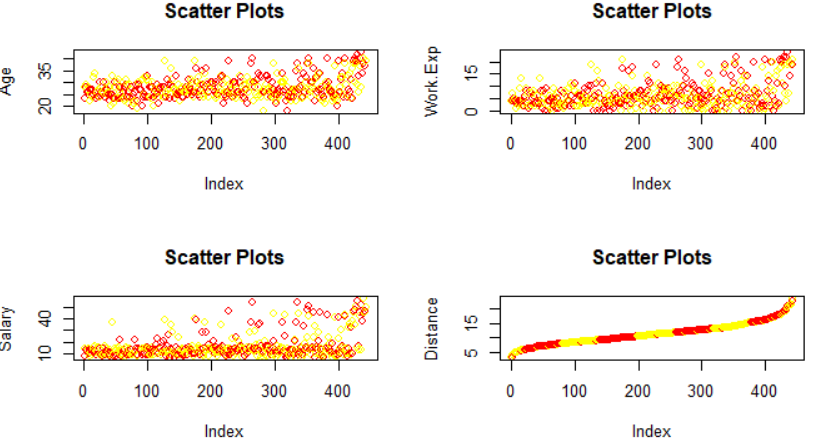 Scatter Plots
Age
20 35
0 100 200 300 400
Index
Scatter Plots
Work.Exp
0 15
0 100 200 300 400
Index
Scatter Plots
Salary
10 40
0 100 200 300 400
Index
Scatter Plots
Distance
5 15
0 100 200 300 400
Index